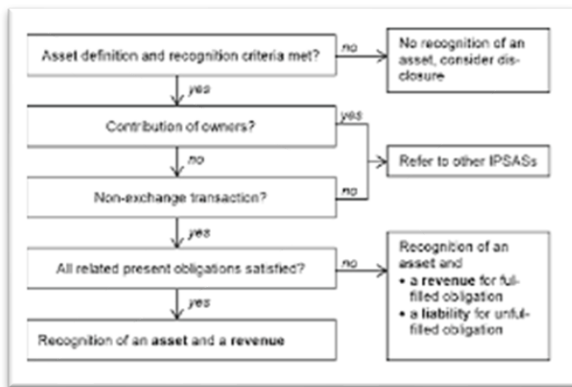 Asset definition and recognition criteria met?
no
No recognition of an
asset, consider dis-
closure
yes
Contribution of owners?
yes
no
Refer to other IPSASs
Non-exchange transaction?
no
yes
All related present obligations satisfied?
no
Recognition of an
asset and
• a revenue for ful-
filled obligation
• a liability for unful-
filled obligation
yes
Recognition of an asset and a revenue